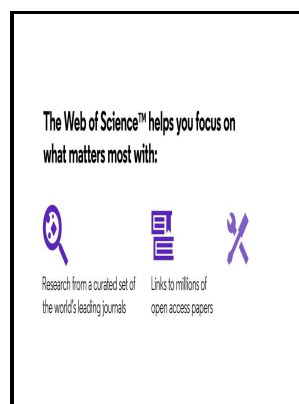 The Web of Science™ helps you focus on
what matters most with:
Research from a curated set of
the world's leading journals
Links to millions of
open access papers